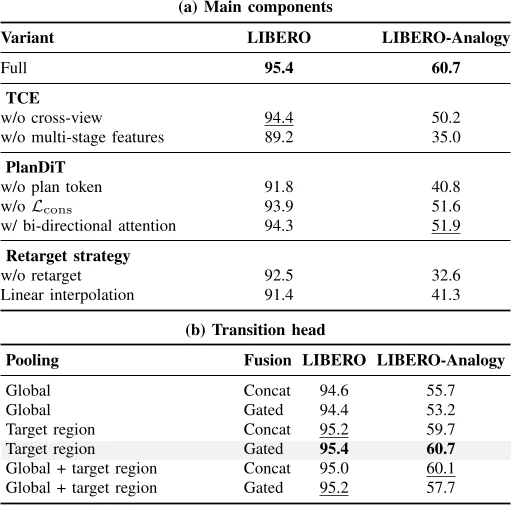 (a) Main components
Variant LIBERO LIBERO-Analogy
Full 95.4 60.7
TCE
w/o cross-view 94.4 50.2
w/o multi-stage features 89.2 35.0
PlanDiT
w/o plan token 91.8 40.8
w/o ℒcons 93.9 51.6
w/ bi-directional attention 94.3 51.9
Retarget strategy
w/o retarget 92.5 32.6
Linear interpolation 91.4 41.3
(b) Transition head
Pooling Fusion LIBERO LIBERO-Analogy
Global Concat 94.6 55.7
Global Gated 94.4 53.2
Target region Concat 95.2 59.7
Target region Gated 95.4 60.7
Global + target region Concat 95.0 60.1
Global + target region Gated 95.2 57.7